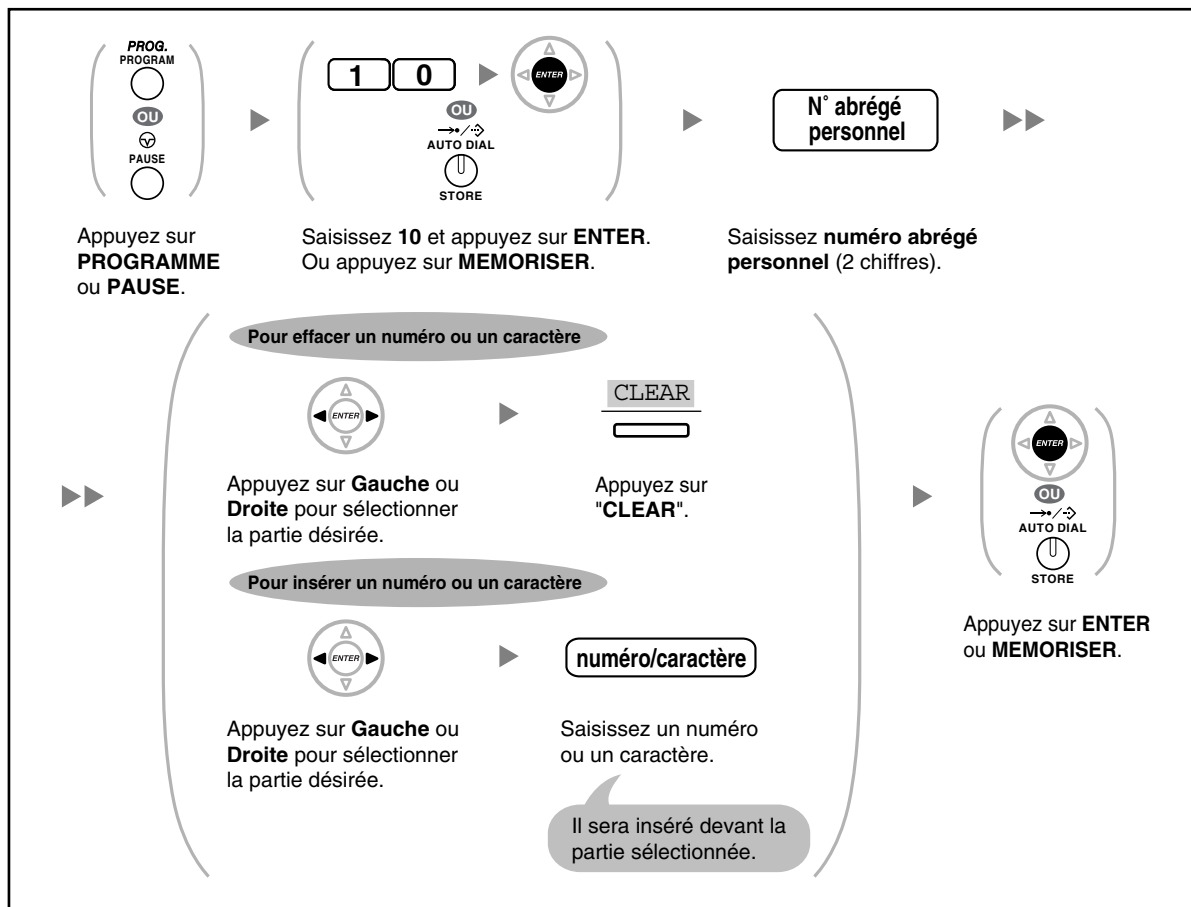 PROG.
PROGRAM
OU
PAUSE
Appuyez sur
PROGRAMME
ou PAUSE.
1 0
ENTER
OU
AUTO DIAL
STORE
Saisissez 10 et appuyez sur ENTER.
Ou appuyez sur MEMORISER.
N° abrégé
personnel
Saisissez numéro abrégé
personnel (2 chiffres).
Pour effacer un numéro ou un caractère
ENTER
Appuyez sur Gauche ou
Droite pour sélectionner
la partie désirée.
CLEAR
Appuyez sur
"CLEAR".
Pour insérer un numéro ou un caractère
ENTER
Appuyez sur Gauche ou
Droite pour sélectionner
la partie désirée.
numéro/caractère
Saisissez un numéro
ou un caractère.
Il sera inséré devant la
partie sélectionnée.
ENTER
OU
AUTO DIAL
STORE
Appuyez sur ENTER
ou MEMORISER.